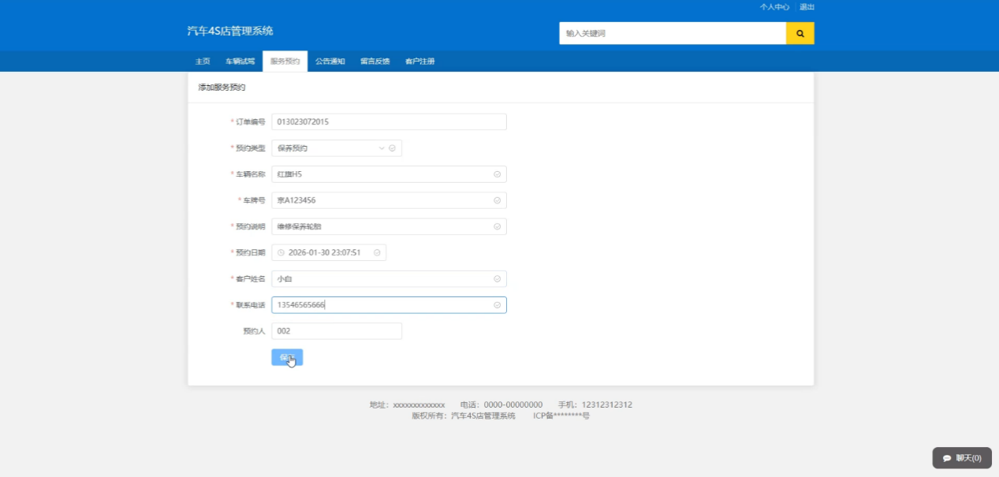 个人中心 退出
汽车4S店管理系统
输入关键词
主页 车辆试驾 服务预约 公告通知 留言反馈 客户注册
添加服务预约
* 订单编号 013023072015
* 预约类型 保养预约
* 车辆名称 红旗H5
* 车牌号 京A123456
* 预约说明 维修保养轮胎
* 预约日期 2026-01-30 23:07:51
* 客户姓名 小白
* 联系电话 13546565666
预约人 002
保
地址：xxxxxxxxxxxxx 电话：0000-00000000 手机：12312312312
版权所有：汽车4S店管理系统 ICP备********号
聊天(0)